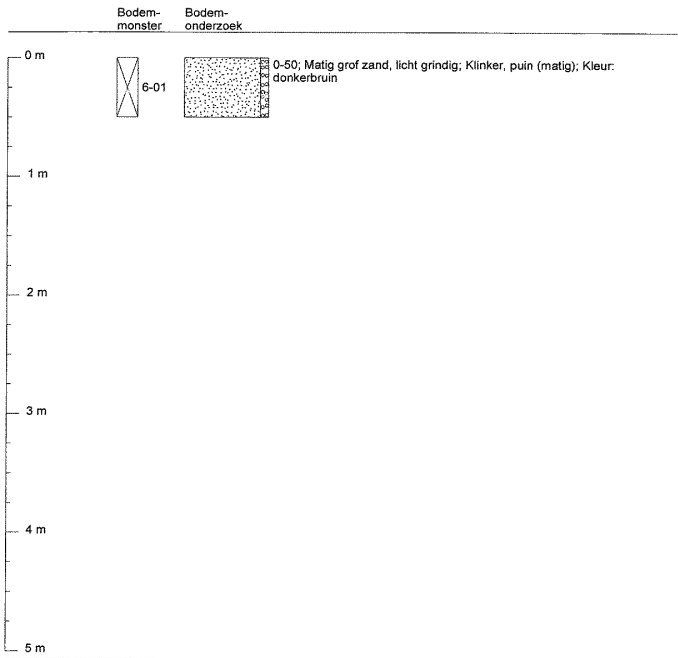 Bodem-
monster
Bodem-
onderzoek
0 m
6-01
0-50; Matig grof zand, licht grindig; Klinker, puin (matig); Kleur:
donkerbruin
1 m
2 m
3 m
4 m
5 m